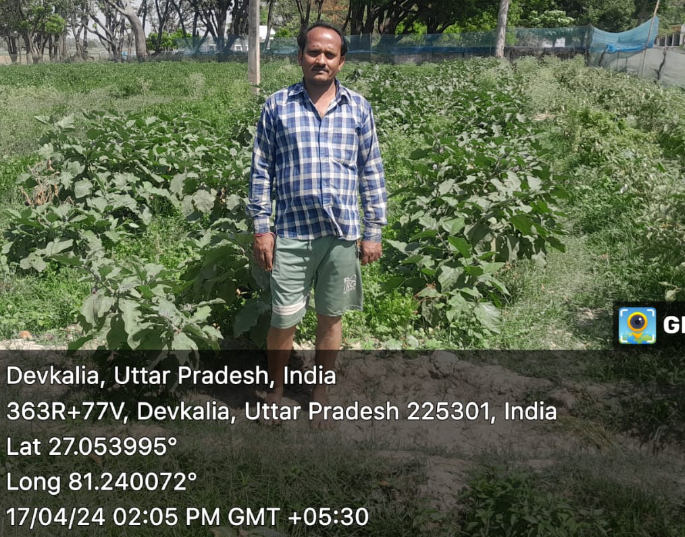 Devkalia, Uttar Pradesh, India
363R+77V, Devkalia, Uttar Pradesh 225301, India
Lat 27.053995°
Long 81.240072°
17/04/24 02:05 PM GMT +05:30